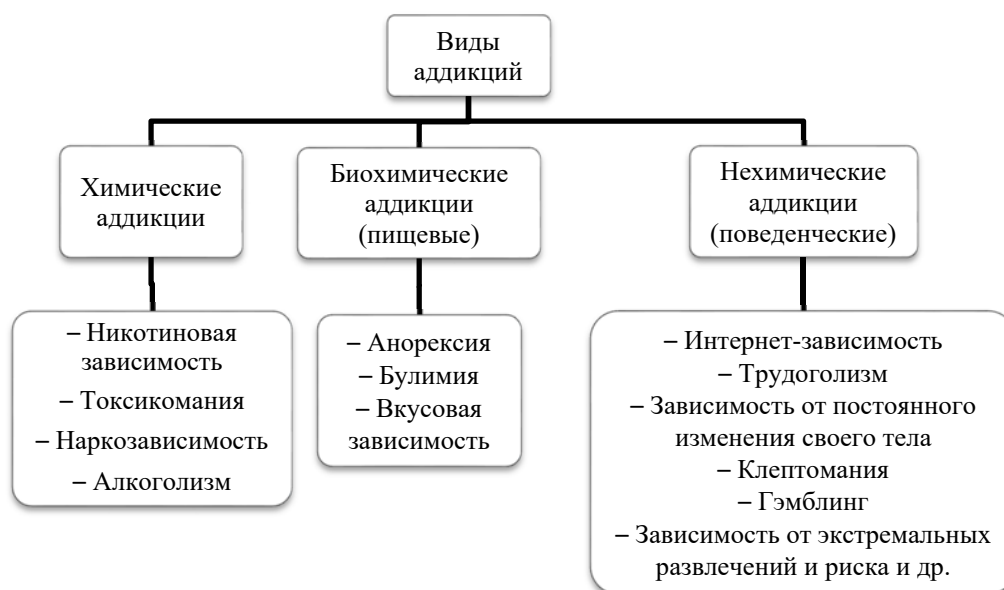 Виды
аддикций
Химические
аддикции
Биохимические
аддикции
(пищевые)
Нехимические
аддикции
(поведенческие)
– Никотиновая
зависимость
– Токсикомания
– Наркозависимость
– Алкоголизм
– Анорексия
– Булимия
– Вкусовая
зависимость
– Интернет-зависимость
– Трудоголизм
– Зависимость от постоянного
изменения своего тела
– Клептомания
– Гэмблинг
– Зависимость от экстремальных
развлечений и риска и др.